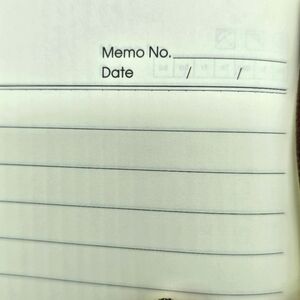 Memo No.
Date / /